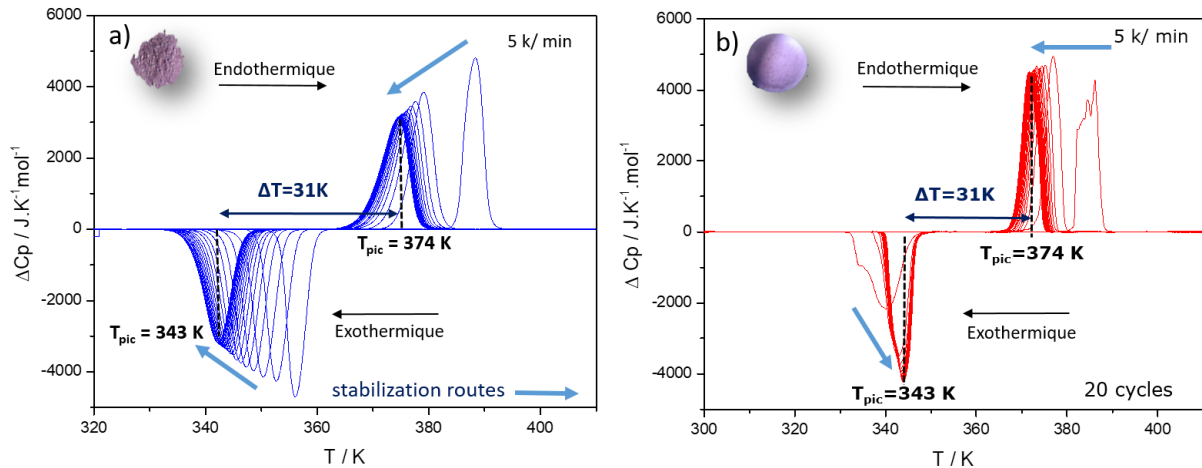 a)
5 k/ min
Endothermique
ΔT=31K
T_pic = 374 K
T_pic = 343 K
Exothermique
stabilization routes
4000
2000
0
-2000
-4000
ΔCp / J.K⁻¹mol⁻¹
320 340 360 380 400
T / K
b)
5 k/ min
Endothermique
ΔT=31K
T_pic = 374 K
Exothermique
T_pic=343 K
20 cycles
6000
4000
2000
0
-2000
-4000
Δ Cp / J.K⁻¹.mol⁻¹
300 320 340 360 380 400
T / K